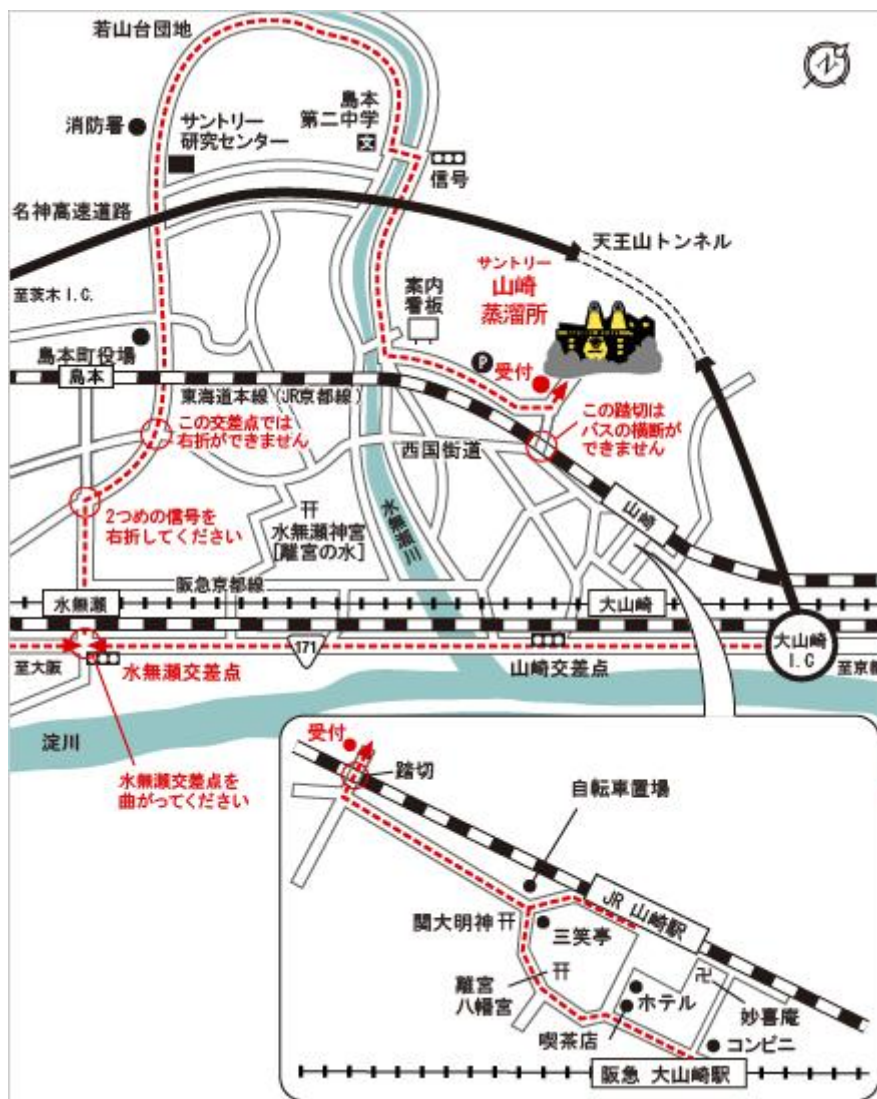 若山台団地
N
島本
第二中学
文
消防署
サントリー
研究センター
信号
名神高速道路
天王山トンネル
サントリー
山崎
蒸溜所
案内
看板
至茨木 I.C.
島本町役場
P
受付
島本
東海道本線(JR京都線)
この交差点では
右折ができません
この踏切は
バスの横断が
できません
西国街道
山崎
2つめの信号を
右折してください
水無瀬神宮
[離宮の水]
水無瀬川
阪急京都線
水無瀬
大山崎
171
大山崎
I.C
至大阪
水無瀬交差点
山崎交差点
至京都
淀川
水無瀬交差点を
曲がってください
受付
踏切
自転車置場
JR 山崎駅
関大明神
三笑亭
離宮
八幡宮
ホテル
妙喜庵
喫茶店
コンビニ
阪急 大山崎駅